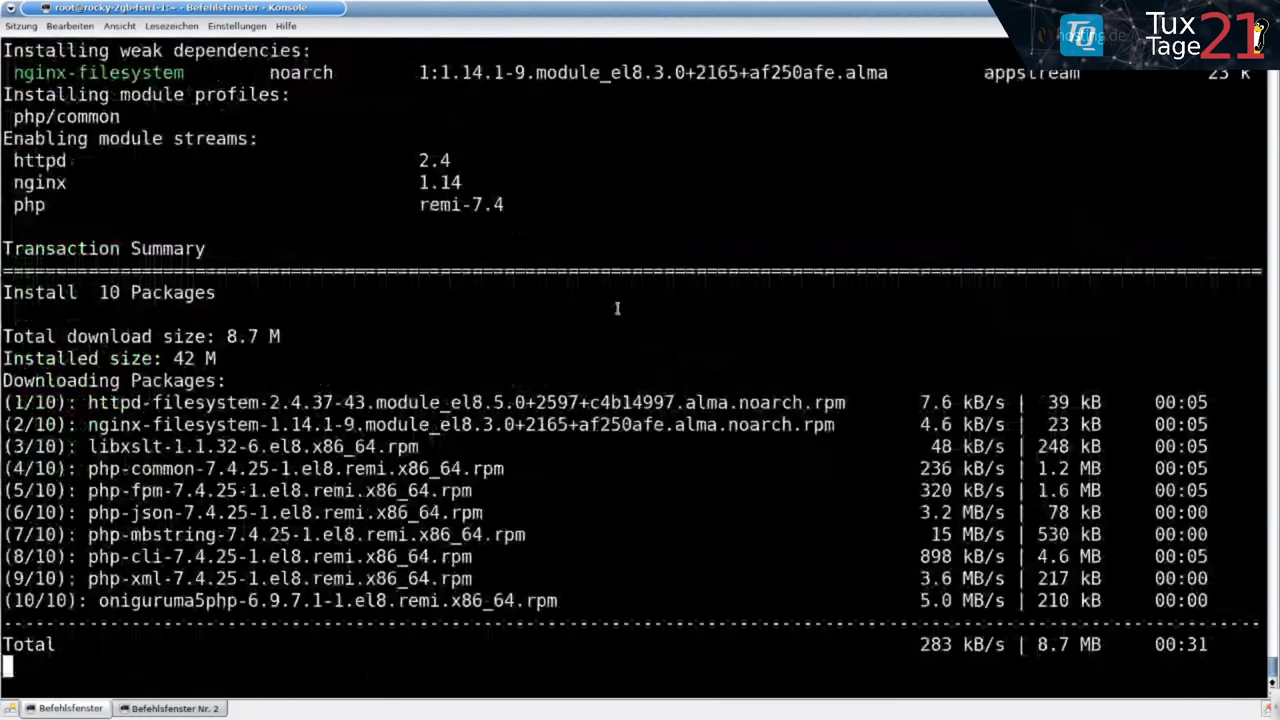 root@rocky-2gb-fsn1-1:~ - Befehlsfenster - Konsole
Sitzung Bearbeiten Ansicht Lesezeichen Einstellungen Hilfe
Tux
Tage 21
TQ
hosting.de
Installing weak dependencies:
nginx-filesystem noarch 1:1.14.1-9.module_el8.3.0+2165+af250afe.alma appstream 23 k
Installing module profiles:
php/common
Enabling module streams:
httpd 2.4
nginx 1.14
php remi-7.4
Transaction Summary
================================================================================
Install 10 Packages
Total download size: 8.7 M
Installed size: 42 M
Downloading Packages:
(1/10): httpd-filesystem-2.4.37-43.module_el8.5.0+2597+c4b14997.alma.noarch.rpm 7.6 kB/s | 39 kB 00:05
(2/10): nginx-filesystem-1.14.1-9.module_el8.3.0+2165+af250afe.alma.noarch.rpm 4.6 kB/s | 23 kB 00:05
(3/10): libxslt-1.1.32-6.el8.x86_64.rpm 48 kB/s | 248 kB 00:05
(4/10): php-common-7.4.25-1.el8.remi.x86_64.rpm 236 kB/s | 1.2 MB 00:05
(5/10): php-fpm-7.4.25-1.el8.remi.x86_64.rpm 320 kB/s | 1.6 MB 00:05
(6/10): php-json-7.4.25-1.el8.remi.x86_64.rpm 3.2 MB/s | 78 kB 00:00
(7/10): php-mbstring-7.4.25-1.el8.remi.x86_64.rpm 15 MB/s | 530 kB 00:00
(8/10): php-cli-7.4.25-1.el8.remi.x86_64.rpm 898 kB/s | 4.6 MB 00:05
(9/10): php-xml-7.4.25-1.el8.remi.x86_64.rpm 3.6 MB/s | 217 kB 00:00
(10/10): oniguruma5php-6.9.7.1-1.el8.remi.x86_64.rpm 5.0 MB/s | 210 kB 00:00
--------------------------------------------------------------------------------
Total 283 kB/s | 8.7 MB 00:31
Befehlsfenster Befehlsfenster Nr. 2